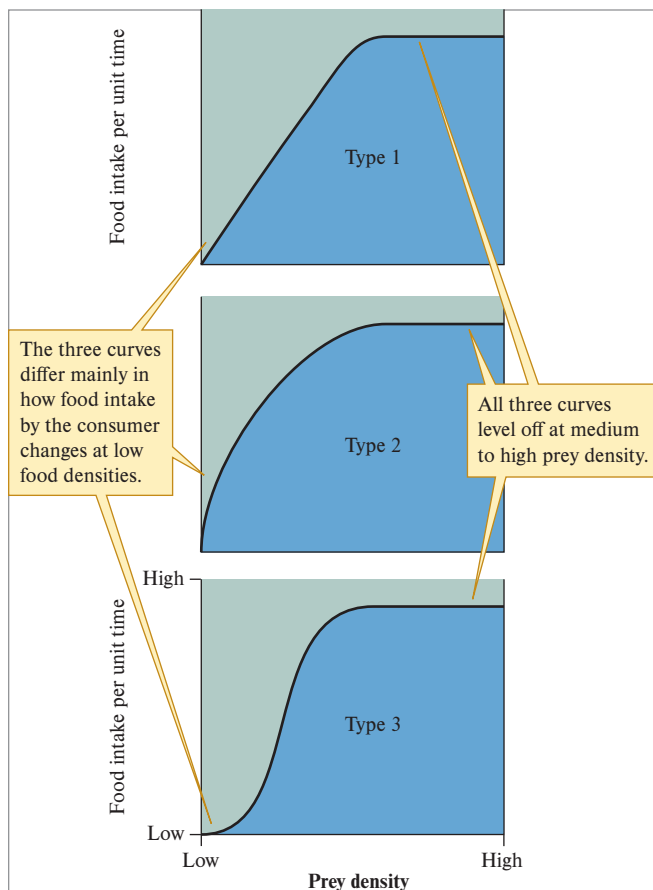 Food intake per unit time
Type 1
The three curves
differ mainly in
how food intake
by the consumer
changes at low
food densities.
Type 2
All three curves
level off at medium
to high prey density.
High
Food intake per unit time
Type 3
Low
Low
High
Prey density